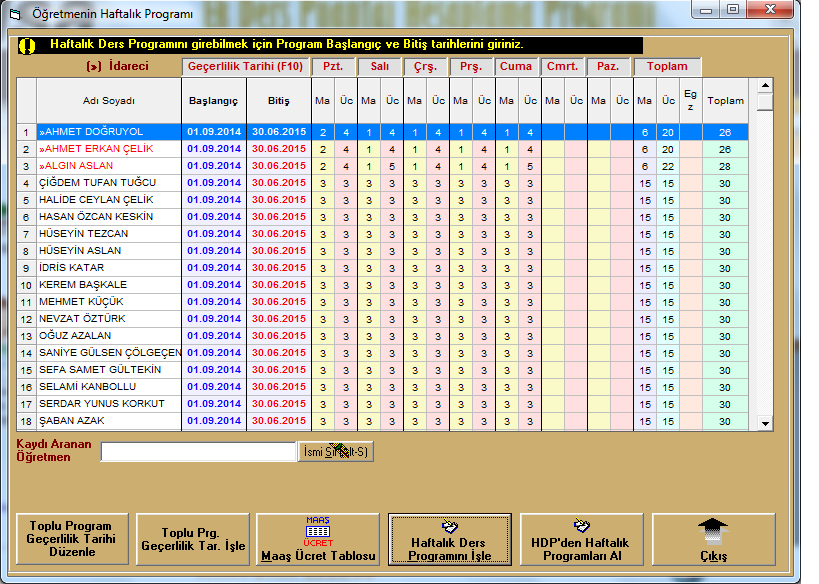 Öğretmenin Haftalık Programı
Haftalık Ders Programını girebilmek için Program Başlangıç ve Bitiş tarihlerini giriniz.
(») İdareci Geçerlilik Tarihi (F10) Pzt. Salı Çrş. Prş. Cuma Cmrt. Paz. Toplam
Adı Soyadı Başlangıç Bitiş Ma Üc Ma Üc Ma Üc Ma Üc Ma Üc Ma Üc Ma Üc Ma Üc Eg z Toplam
1 »AHMET DOĞRUYOL 01.09.2014 30.06.2015 2 4 1 4 1 4 1 4 1 4 6 20 26
2 »AHMET ERKAN ÇELİK 01.09.2014 30.06.2015 2 4 1 4 1 4 1 4 1 4 6 20 26
3 »ALGIN ASLAN 01.09.2014 30.06.2015 2 4 1 5 1 4 1 4 1 5 6 22 28
4 ÇİĞDEM TUFAN TUĞCU 01.09.2014 30.06.2015 3 3 3 3 3 3 3 3 3 3 15 15 30
5 HALİDE CEYLAN ÇELİK 01.09.2014 30.06.2015 3 3 3 3 3 3 3 3 3 3 15 15 30
6 HASAN ÖZCAN KESKİN 01.09.2014 30.06.2015 3 3 3 3 3 3 3 3 3 3 15 15 30
7 HÜSEYİN TEZCAN 01.09.2014 30.06.2015 3 3 3 3 3 3 3 3 3 3 15 15 30
8 HÜSEYİN ASLAN 01.09.2014 30.06.2015 3 3 3 3 3 3 3 3 3 3 15 15 30
9 İDRİS KATAR 01.09.2014 30.06.2015 3 3 3 3 3 3 3 3 3 3 15 15 30
10 KEREM BAŞKALE 01.09.2014 30.06.2015 3 3 3 3 3 3 3 3 3 3 15 15 30
11 MEHMET KÜÇÜK 01.09.2014 30.06.2015 3 3 3 3 3 3 3 3 3 3 15 15 30
12 NEVZAT ÖZTÜRK 01.09.2014 30.06.2015 3 3 3 3 3 3 3 3 3 3 15 15 30
13 OĞUZ AZALAN 01.09.2014 30.06.2015 3 3 3 3 3 3 3 3 3 3 15 15 30
14 SANİYE GÜLSEN ÇÖLGEÇEN 01.09.2014 30.06.2015 3 3 3 3 3 3 3 3 3 3 15 15 30
15 SEFA SAMET GÜLTEKİN 01.09.2014 30.06.2015 3 3 3 3 3 3 3 3 3 3 15 15 30
16 SELAMİ KANBOLLU 01.09.2014 30.06.2015 3 3 3 3 3 3 3 3 3 3 15 15 30
17 SERDAR YUNUS KORKUT 01.09.2014 30.06.2015 3 3 3 3 3 3 3 3 3 3 15 15 30
18 ŞABAN AZAK 01.09.2014 30.06.2015 3 3 3 3 3 3 3 3 3 3 15 15 30
Kaydı Aranan
Öğretmen
İsmi
Toplu Program
Geçerlilik Tarihi
Düzenle
Toplu Prg.
Geçerlilik Tar. İşle
MAAŞ
ÜCRET
Maaş Ücret Tablosu
Haftalık Ders
Programını İşle
HDP'den Haftalık
Programları Al
Çıkış